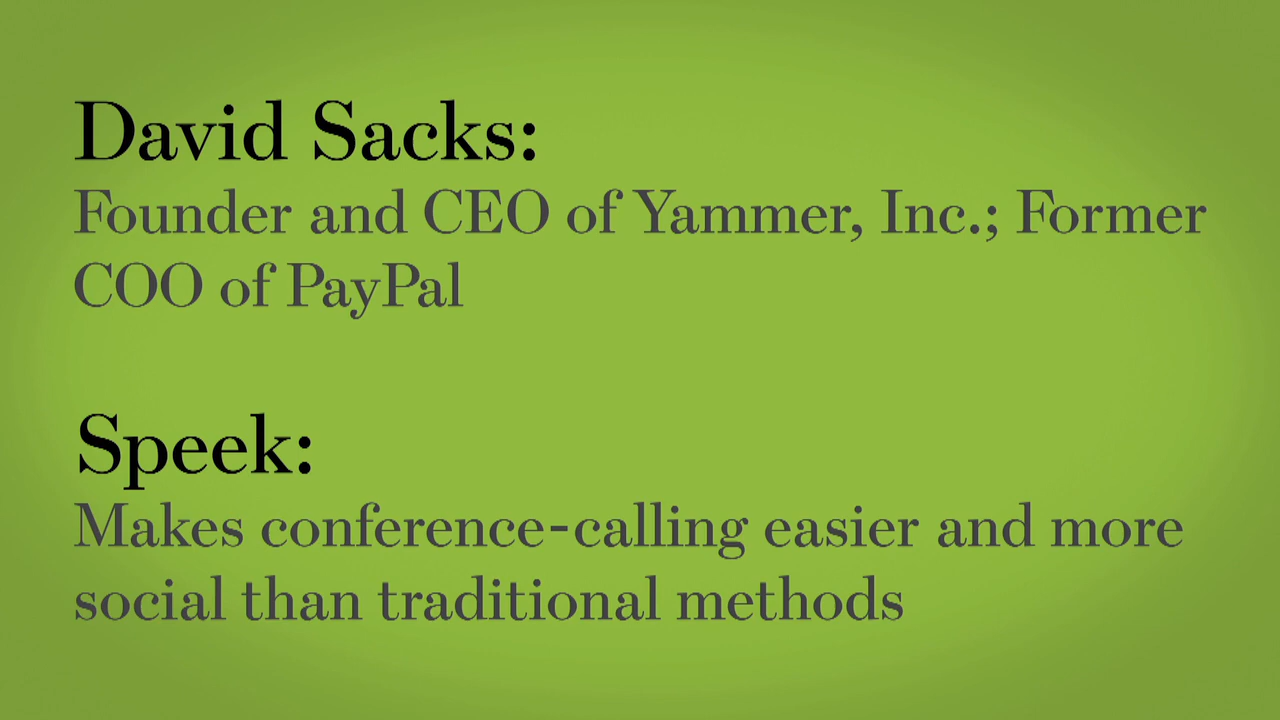 David Sacks:
Founder and CEO of Yammer, Inc.; Former
COO of PayPal
Speek:
Makes conference-calling easier and more
social than traditional methods